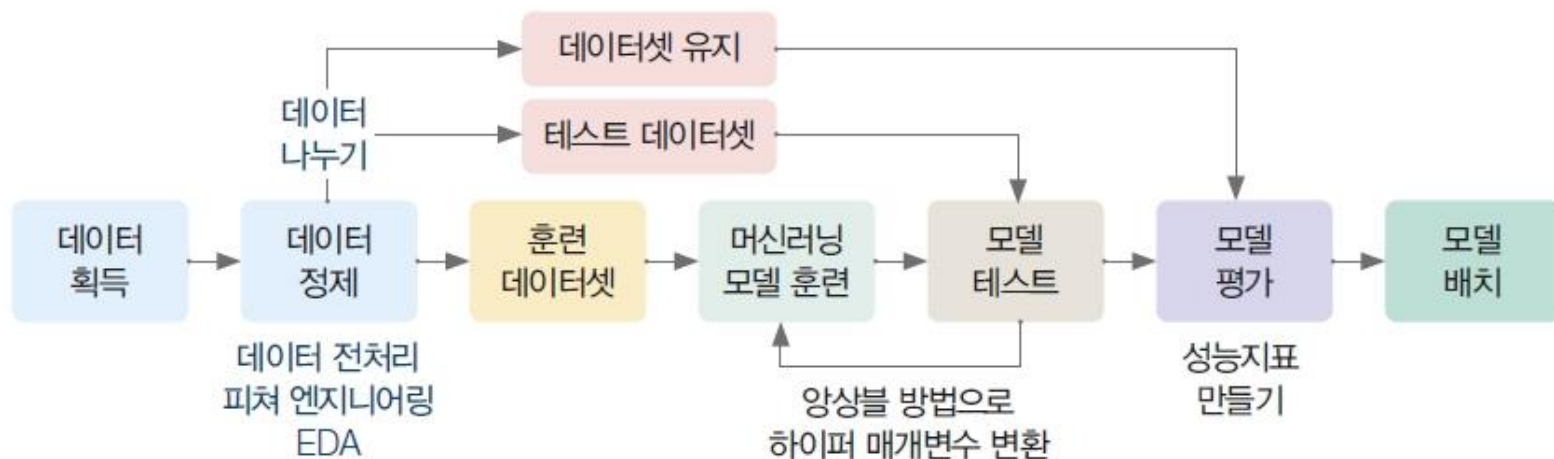 데이터셋 유지
데이터
나누기
테스트 데이터셋
데이터
획득
데이터
정제
훈련
데이터셋
머신러닝
모델 훈련
모델
테스트
모델
평가
모델
배치
데이터 전처리
피쳐 엔지니어링
EDA
앙상블 방법으로
하이퍼 매개변수 변환
성능지표
만들기